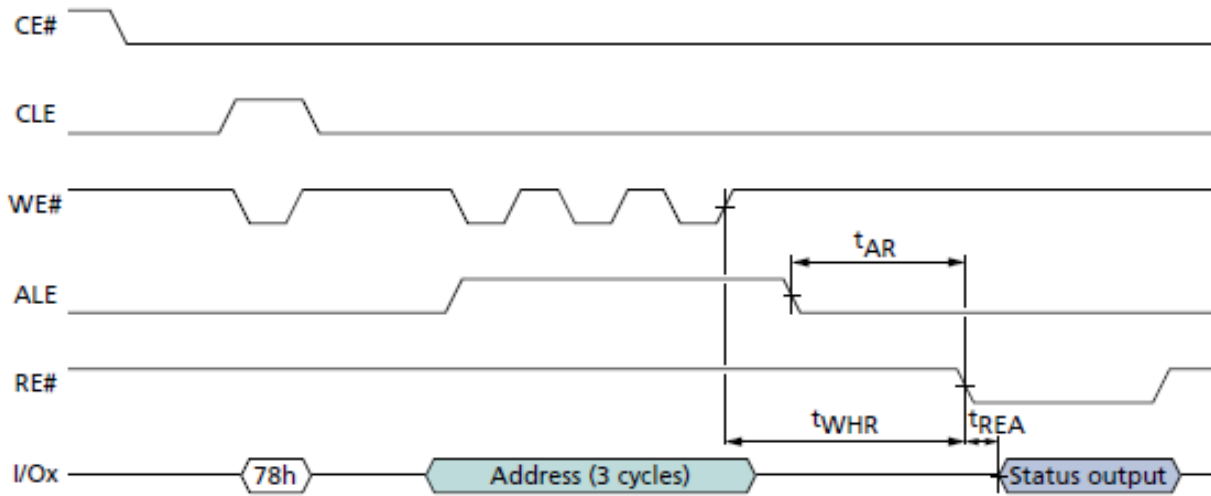 CE#
CLE
WE#
tAR
ALE
RE#
tWHR tREA
I/Ox 78h Address (3 cycles) Status output